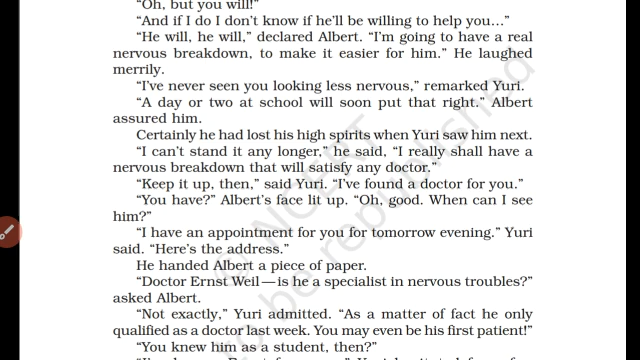 "Oh, but you will!"
"And if I do I don't know if he'll be willing to help you..."
"He will, he will," declared Albert. "I'm going to have a real
nervous breakdown, to make it easier for him." He laughed
merrily.
"I've never seen you looking less nervous," remarked Yuri.
"A day or two at school will soon put that right." Albert
assured him.
Certainly he had lost his high spirits when Yuri saw him next.
"I can't stand it any longer," he said, "I really shall have a
nervous breakdown that will satisfy any doctor."
"Keep it up, then," said Yuri. "I've found a doctor for you."
"You have?" Albert's face lit up. "Oh, good. When can I see
him?"
"I have an appointment for you for tomorrow evening." Yuri
said. "Here's the address."
He handed Albert a piece of paper.
"Doctor Ernst Weil—is he a specialist in nervous troubles?"
asked Albert.
"Not exactly," Yuri admitted. "As a matter of fact he only
qualified as a doctor last week. You may even be his first patient!"
"You knew him as a student, then?"
© NCERT
to be republished